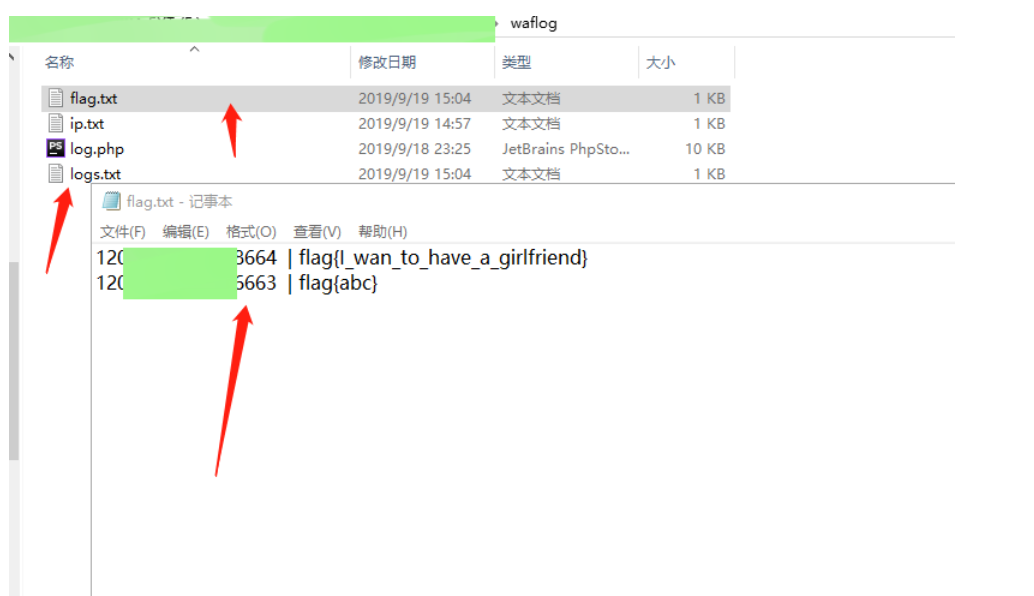 waflog
名称 修改日期 类型 大小
flag.txt 2019/9/19 15:04 文本文档 1 KB
ip.txt 2019/9/19 14:57 文本文档 1 KB
PS log.php 2019/9/18 23:25 JetBrains PhpSto... 10 KB
logs.txt 2019/9/19 15:04 文本文档 1 KB
flag.txt - 记事本
文件(F) 编辑(E) 格式(O) 查看(V) 帮助(H)
120 3664 | flag{I_wan_to_have_a_girlfriend}
120 6663 | flag{abc}